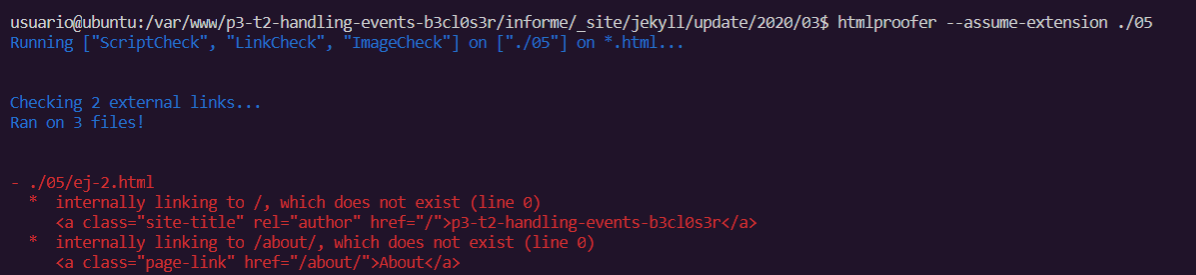 usuario@ubuntu:/var/www/p3-t2-handling-events-b3cl0s3r/informe/_site/jekyll/update/2020/03$ htmlproofer --assume-extension ./05
Running ["ScriptCheck", "LinkCheck", "ImageCheck"] on ["./05"] on *.html...
Checking 2 external links...
Ran on 3 files!
- ./05/ej-2.html
  *  internally linking to /, which does not exist (line 0)
     <a class="site-title" rel="author" href="/">p3-t2-handling-events-b3cl0s3r</a>
  *  internally linking to /about/, which does not exist (line 0)
     <a class="page-link" href="/about/">About</a>